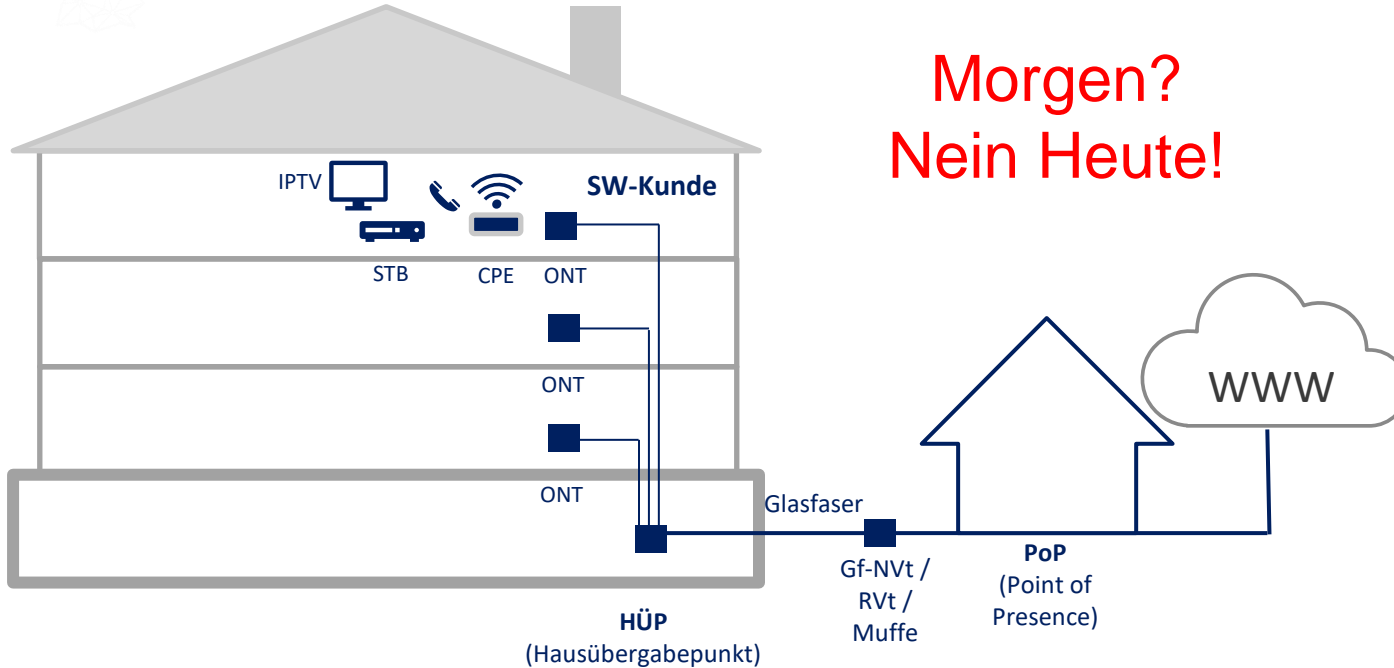 Morgen?
Nein Heute!
IPTV
SW-Kunde
STB
CPE
ONT
ONT
ONT
WWW
Glasfaser
Gf-NVt /
RVt /
Muffe
PoP
(Point of
Presence)
HÜP
(Hausübergabepunkt)